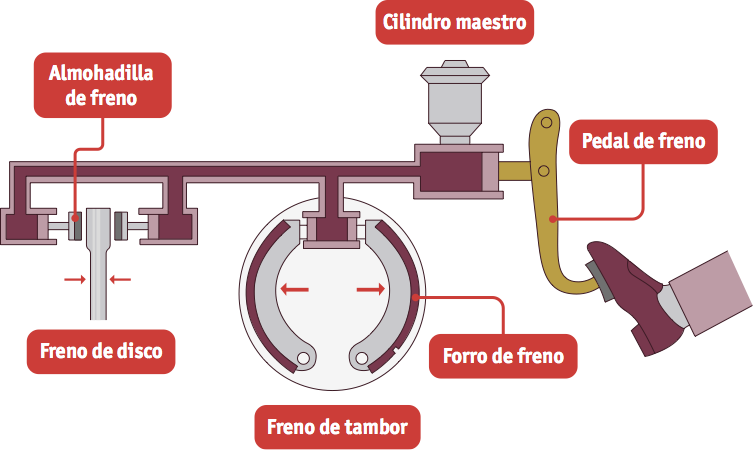 Cilindro maestro
Almohadilla
de freno
Pedal de freno
Freno de disco
Forro de freno
Freno de tambor